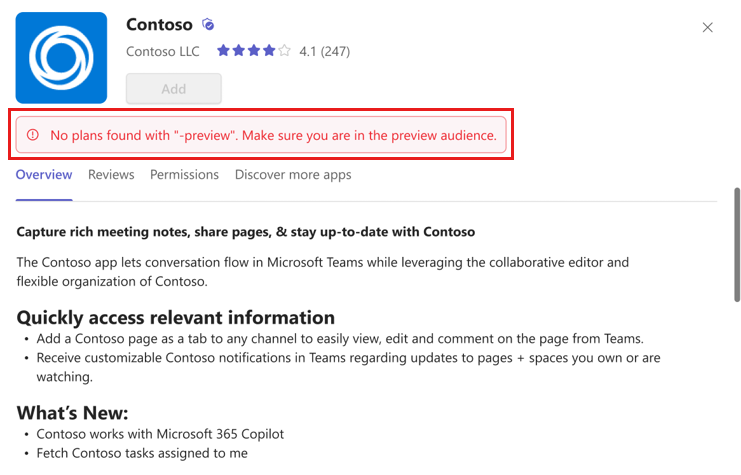 Contoso
Contoso LLC 4.1 (247)
Add
No plans found with "-preview". Make sure you are in the preview audience.
Overview Reviews Permissions Discover more apps
Capture rich meeting notes, share pages, & stay up-to-date with Contoso
The Contoso app lets conversation flow in Microsoft Teams while leveraging the collaborative editor and
flexible organization of Contoso.
Quickly access relevant information
• Add a Contoso page as a tab to any channel to easily view, edit and comment on the page from Teams.
• Receive customizable Contoso notifications in Teams regarding updates to pages + spaces you own or are
watching.
What's New:
• Contoso works with Microsoft 365 Copilot
• Fetch Contoso tasks assigned to me